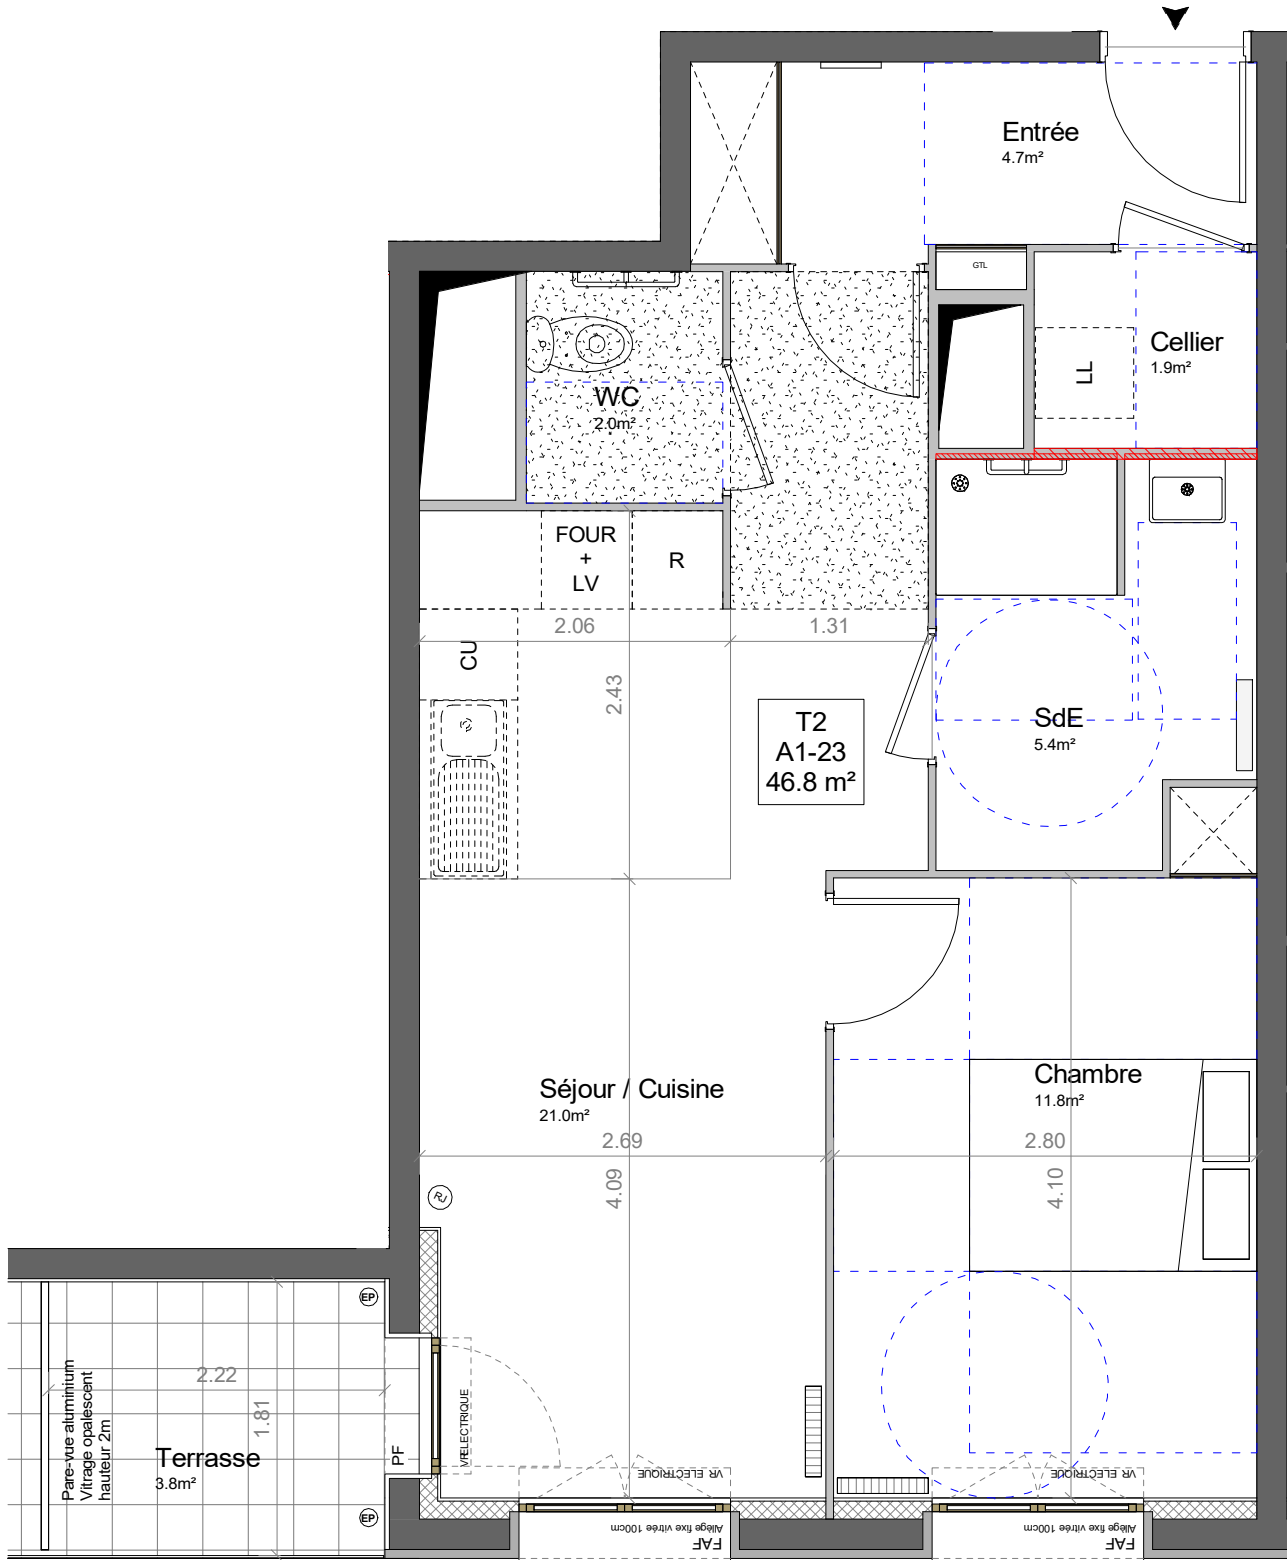 Entrée
4.7m²
GTL
Cellier
1.9m²
LL
WC
2.0m²
FOUR
+
LV
R
2.06
1.31
CU
2.43
T2
A1-23
46.8 m²
SdE
5.4m²
Séjour / Cuisine
21.0m²
Chambre
11.8m²
2.69
2.80
4.09
4.10
RJ
EP
2.22
1.81
Pare-vue aluminium
Vitrage opalescent
hauteur 2m
Terrasse
3.8m²
PF
VR ELECTRIQUE
EP
VR ELECTRIQUE
VR ELECTRIQUE
Allège fixe vitrée 100cm
FAF
Allège fixe vitrée 100cm
FAF